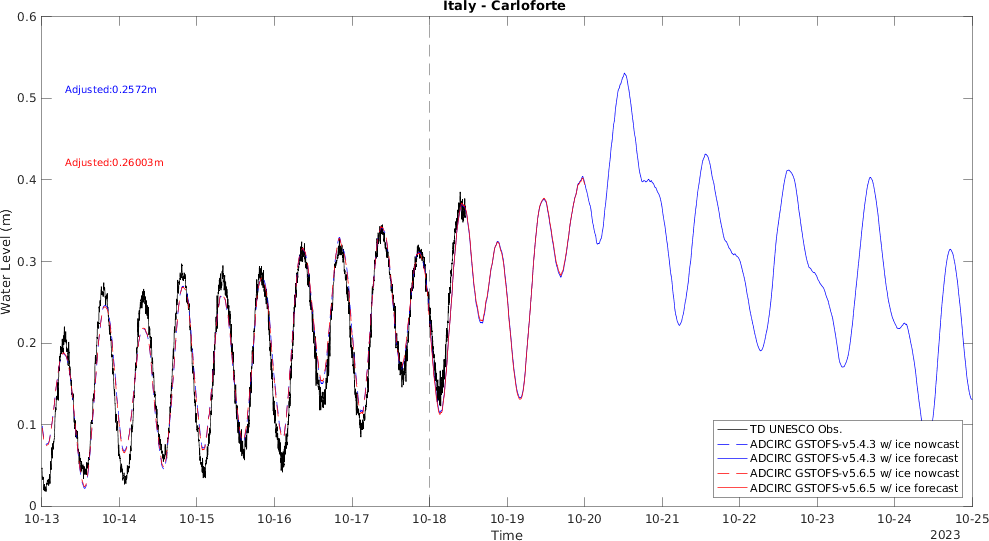 Italy - Carloforte
0.6
0.5
0.4
0.3
0.2
0.1
0
Water Level (m)
Adjusted:0.2572m
Adjusted:0.26003m
TD UNESCO Obs.
ADCIRC GSTOFS-v5.4.3 w/ ice nowcast
ADCIRC GSTOFS-v5.4.3 w/ ice forecast
ADCIRC GSTOFS-v5.6.5 w/ ice nowcast
ADCIRC GSTOFS-v5.6.5 w/ ice forecast
10-13 10-14 10-15 10-16 10-17 10-18 10-19 10-20 10-21 10-22 10-23 10-24 10-25
Time
2023